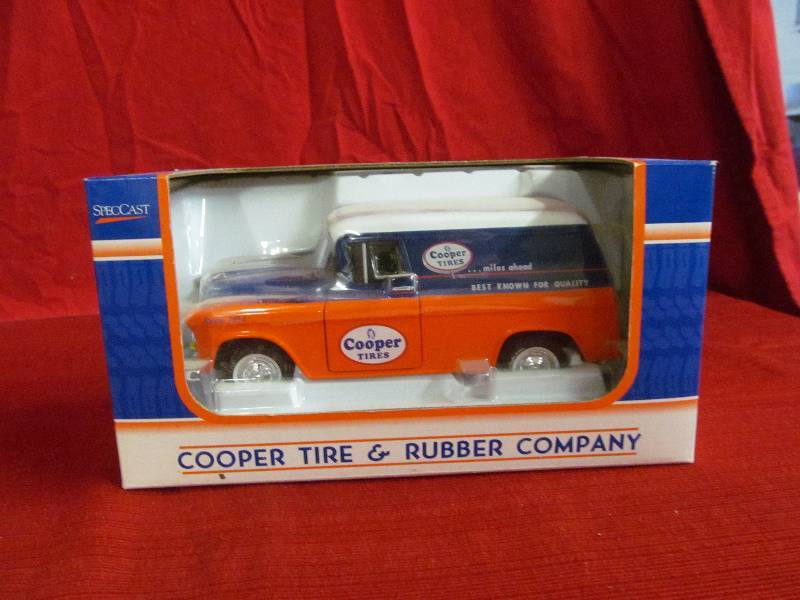 SPECCAST
Cooper
TIRES
...miles ahead
BEST KNOWN FOR QUALITY
Cooper
TIRES
COOPER TIRE & RUBBER COMPANY